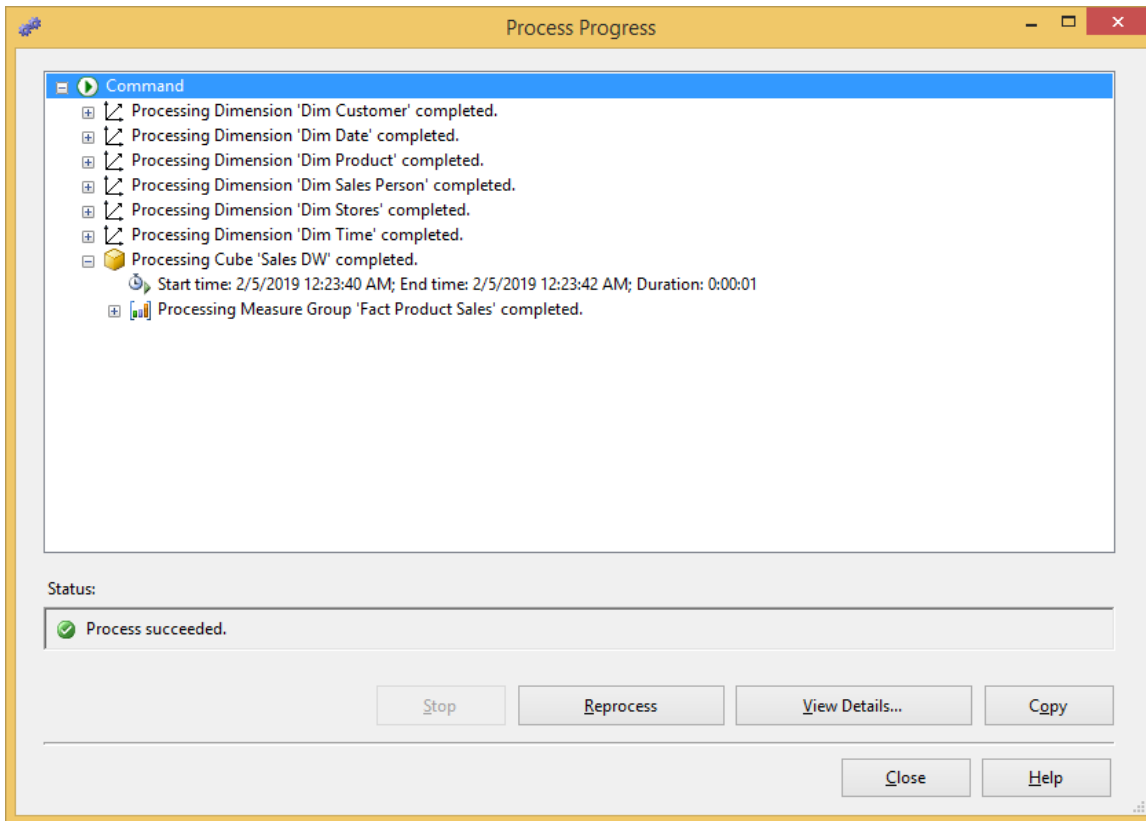 Process Progress
Command
Processing Dimension 'Dim Customer' completed.
Processing Dimension 'Dim Date' completed.
Processing Dimension 'Dim Product' completed.
Processing Dimension 'Dim Sales Person' completed.
Processing Dimension 'Dim Stores' completed.
Processing Dimension 'Dim Time' completed.
Processing Cube 'Sales DW' completed.
Start time: 2/5/2019 12:23:40 AM; End time: 2/5/2019 12:23:42 AM; Duration: 0:00:01
Processing Measure Group 'Fact Product Sales' completed.
Status:
Process succeeded.
Stop Reprocess View Details... Copy
Close Help